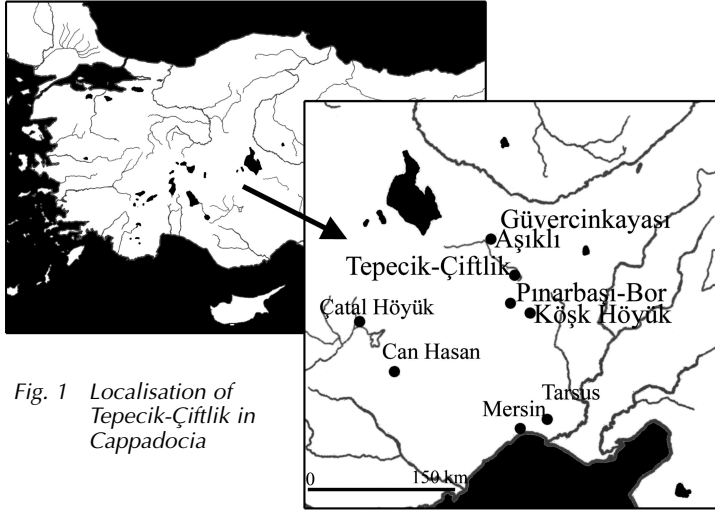 Güvercinkayası
Aşıklı
Tepecik-Çiftlik
Pınarbaşı-Bor
Köşk Höyük
Çatal Höyük
Can Hasan
Tarsus
Mersin
0 150 km
Fig. 1 Localisation of
Tepecik-Çiftlik in
Cappadocia